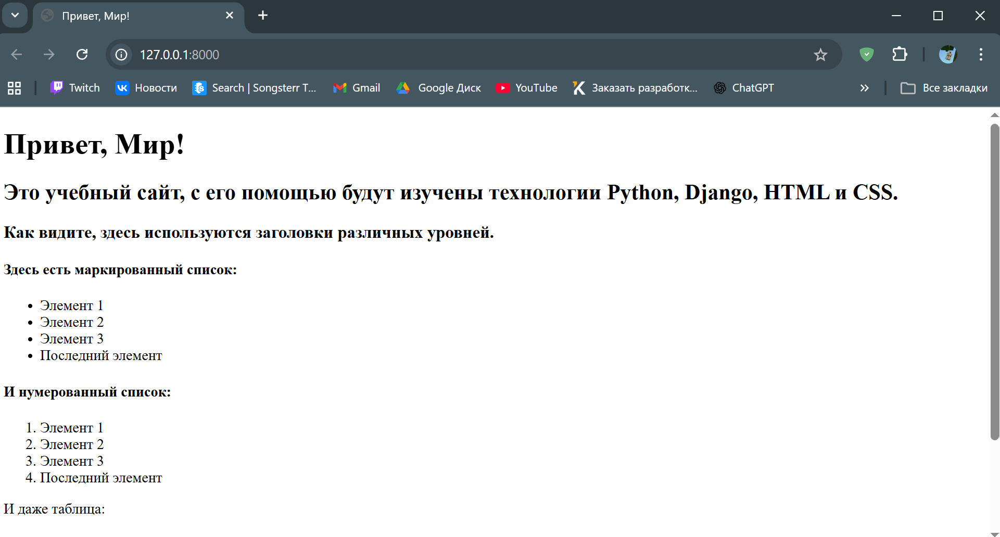 Привет, Мир!
127.0.0.1:8000
Twitch Новости Search | Songsterr T... Gmail Google Диск YouTube Заказать разработк... ChatGPT Все закладки
Привет, Мир!
Это учебный сайт, с его помощью будут изучены технологии Python, Django, HTML и CSS.
Как видите, здесь используются заголовки различных уровней.
Здесь есть маркированный список:
• Элемент 1
• Элемент 2
• Элемент 3
• Последний элемент
И нумерованный список:
1. Элемент 1
2. Элемент 2
3. Элемент 3
4. Последний элемент
И даже таблица: